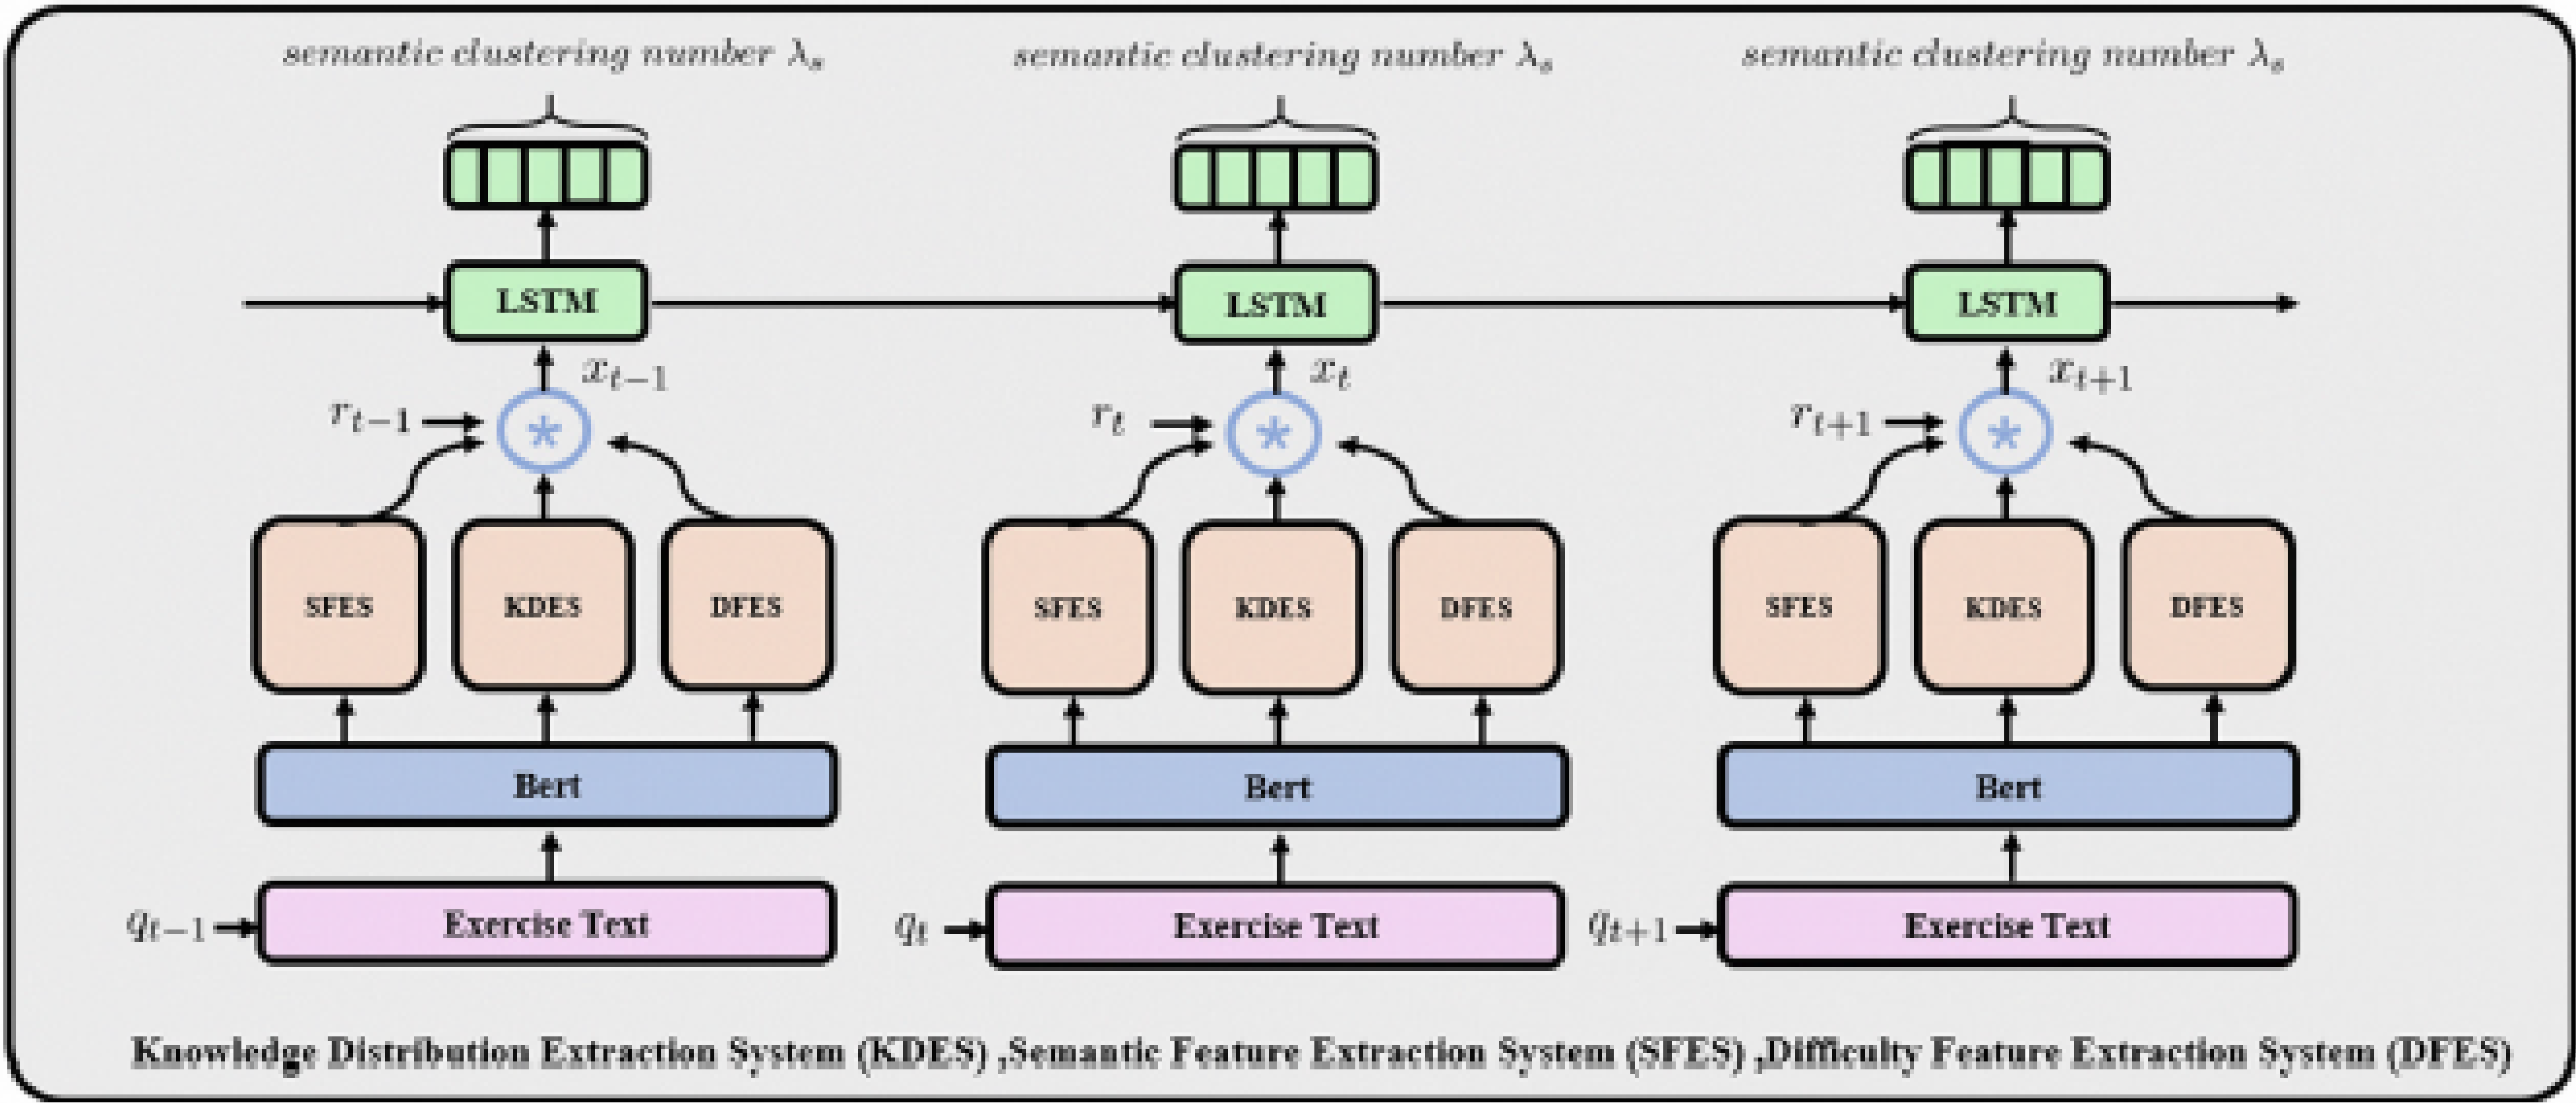 semantic clustering number λₛ semantic clustering number λₛ semantic clustering number λₛ
LSTM LSTM LSTM
xₜ₋₁ xₜ xₜ₊₁
rₜ₋₁ * rₜ * rₜ₊₁ *
SFES KDES DFES SFES KDES DFES SFES KDES DFES
Bert Bert Bert
qₜ₋₁ Exercise Text qₜ Exercise Text qₜ₊₁ Exercise Text
Knowledge Distribution Extraction System (KDES) ,Semantic Feature Extraction System (SFES) ,Difficulty Feature Extraction System (DFES)